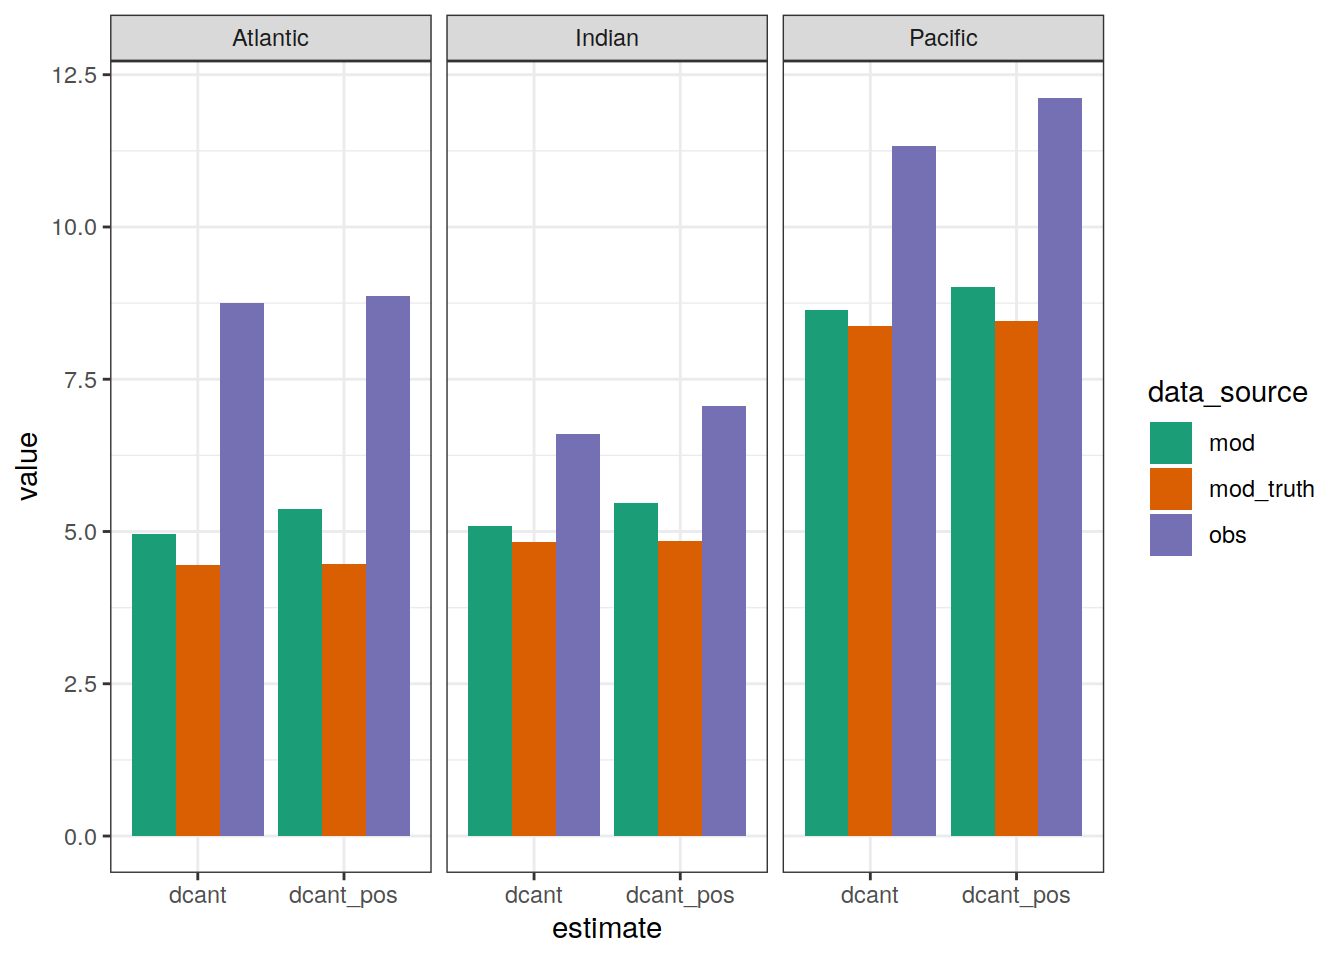 Atlantic Indian Pacific
12.5
10.0
7.5
5.0
2.5
0.0
value
dcant dcant_pos dcant dcant_pos dcant dcant_pos
estimate
data_source
mod
mod_truth
obs